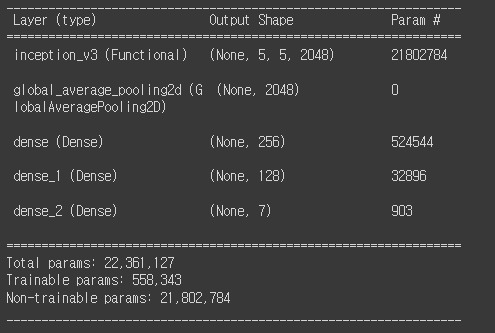 Layer (type) Output Shape Param #
inception_v3 (Functional) (None, 5, 5, 2048) 21802784
global_average_pooling2d (G (None, 2048) 0
lobalAveragePooling2D)
dense (Dense) (None, 256) 524544
dense_1 (Dense) (None, 128) 32896
dense_2 (Dense) (None, 7) 903
Total params: 22,361,127
Trainable params: 558,343
Non-trainable params: 21,802,784